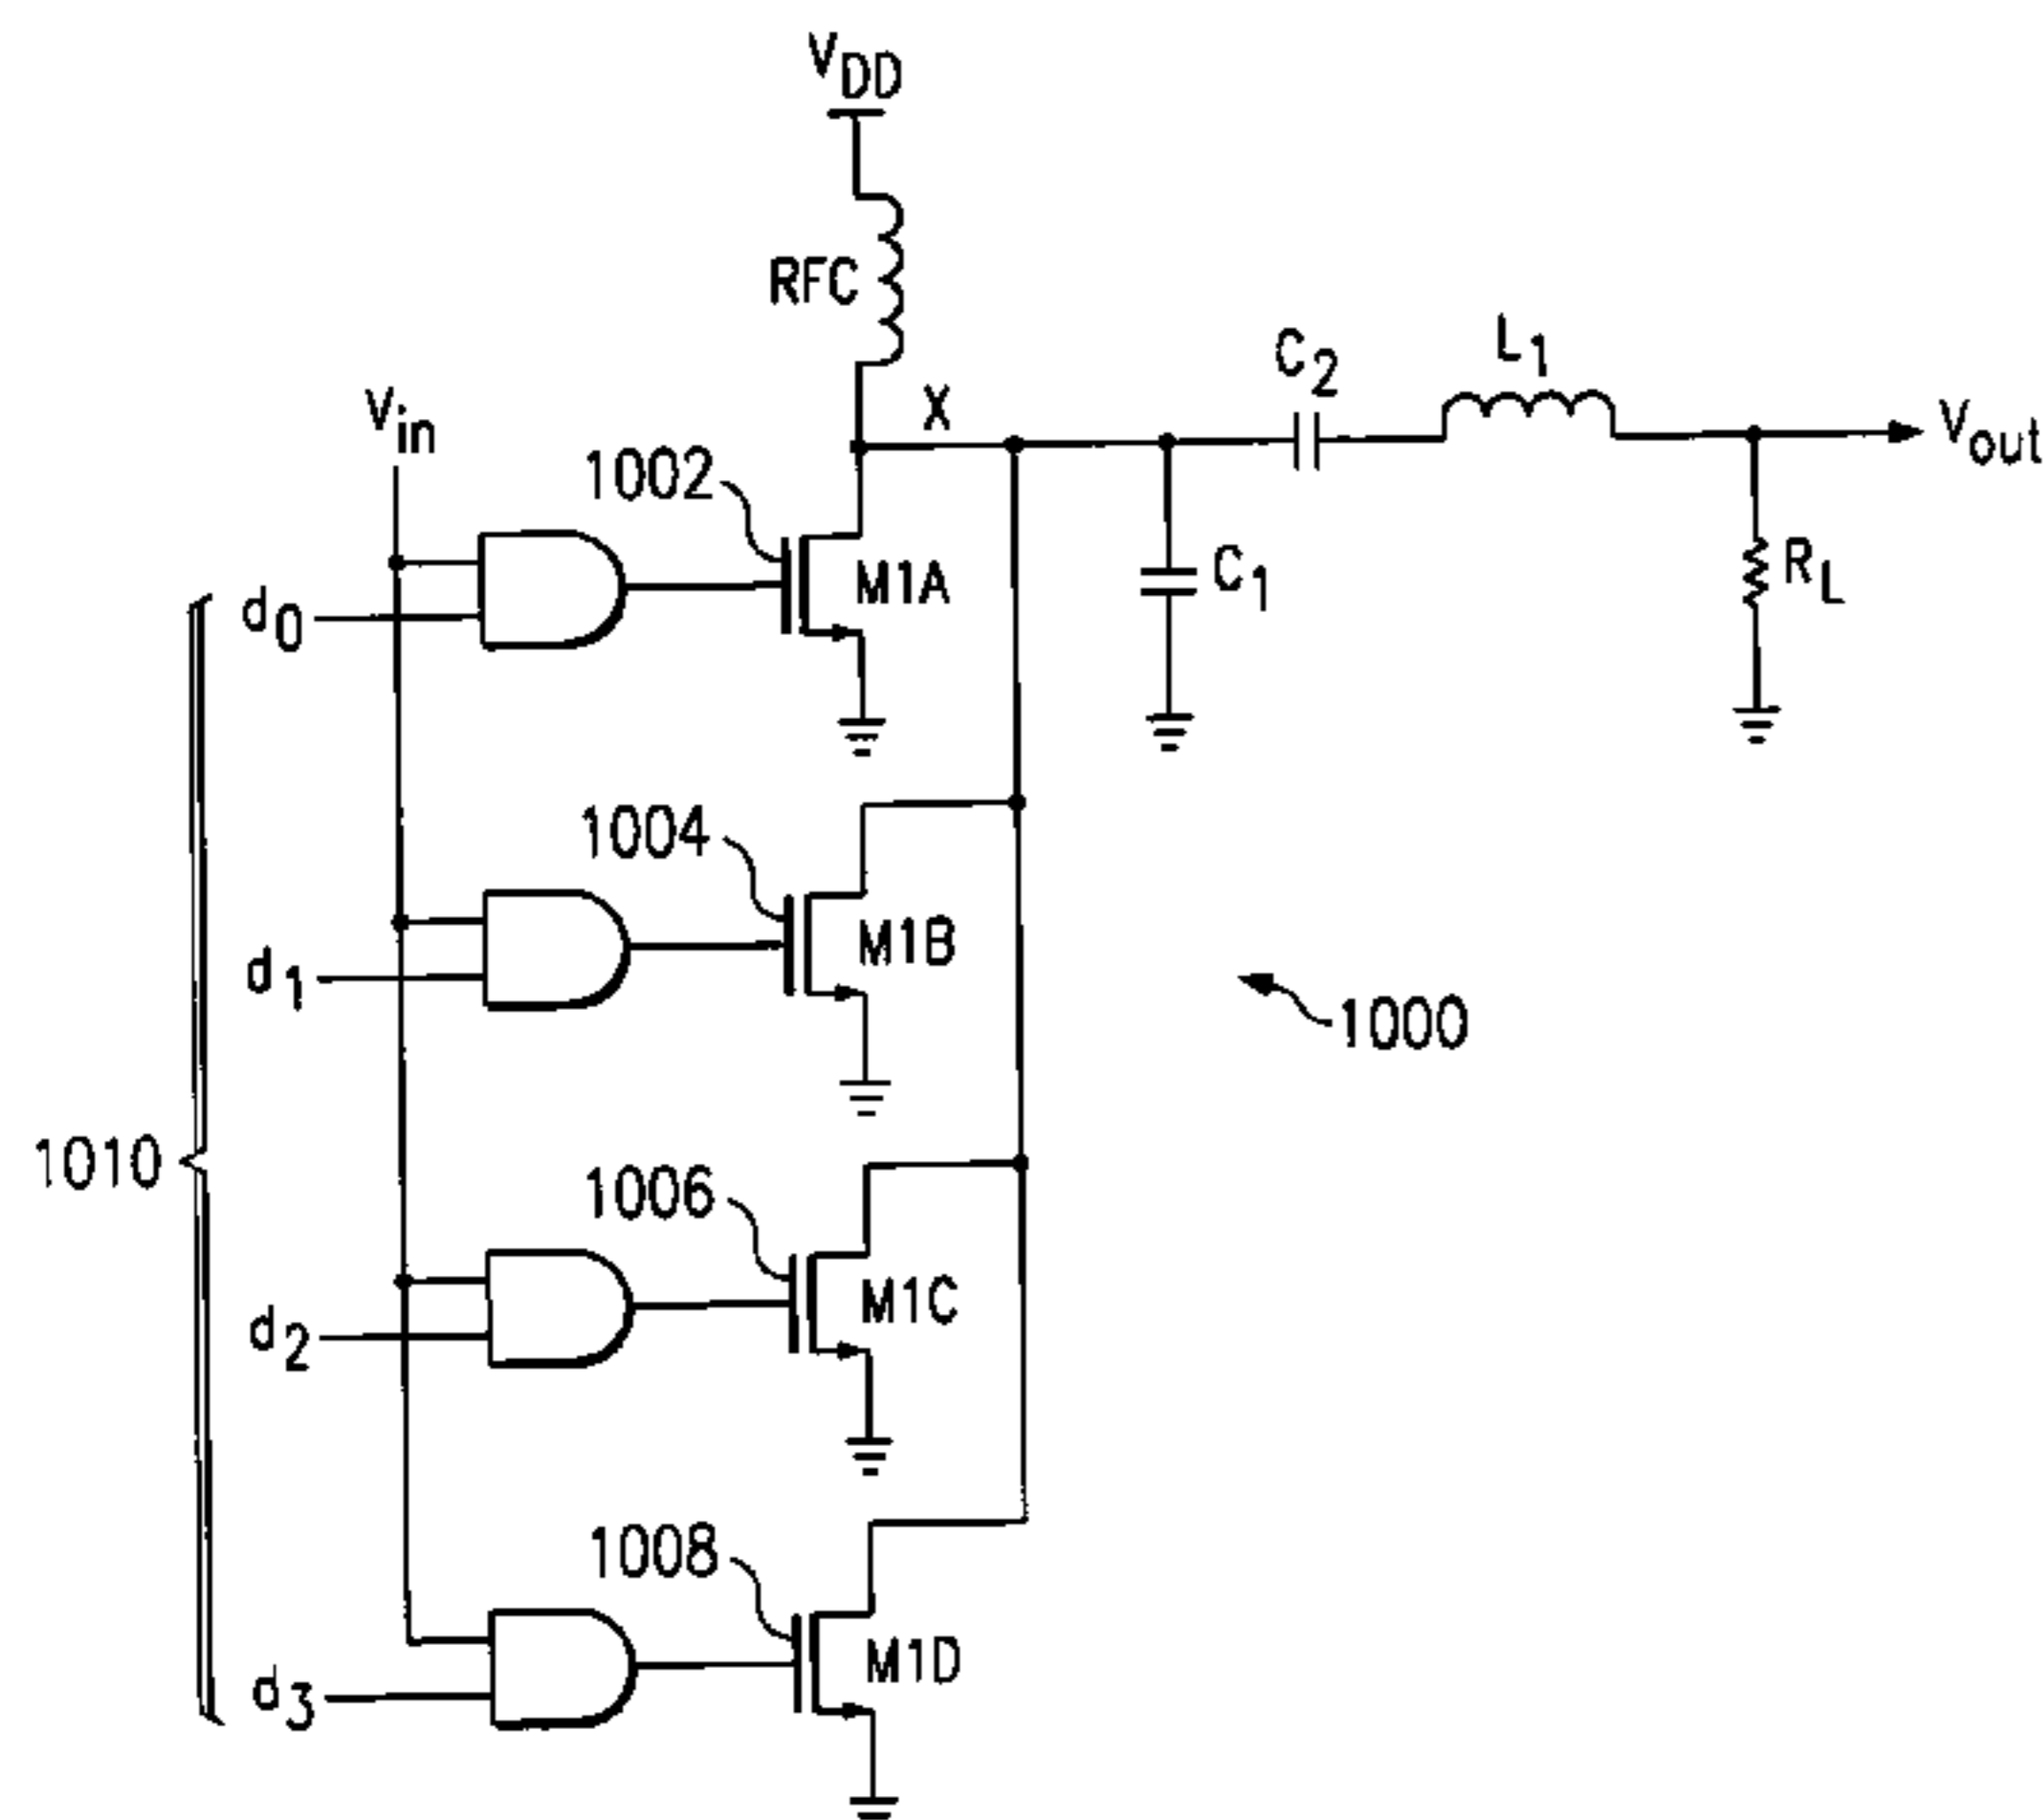 VDD
RFC
vin
X
C2
L1
Vout
1002
M1A
C1
RL
d0
1004
M1B
d1
1000
1010
1006
M1C
d2
1008
M1D
d3